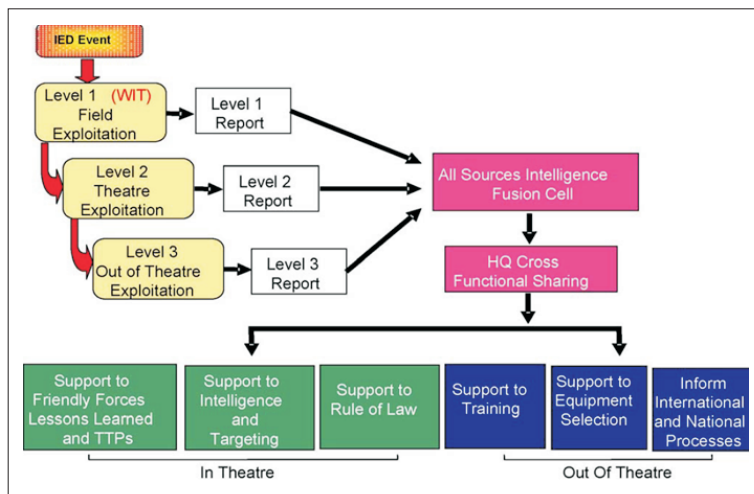 IED Event
Level 1 (WIT)
Field
Exploitation
Level 1
Report
Level 2
Theatre
Exploitation
Level 2
Report
Level 3
Out of Theatre
Exploitation
Level 3
Report
All Sources Intelligence
Fusion Cell
HQ Cross
Functional Sharing
Support to
Friendly Forces
Lessons Learned
and TTPs
Support to
Intelligence
and
Targeting
Support to
Rule of Law
Support to
Training
Support to
Equipment
Selection
Inform
International
and National
Processes
In Theatre
Out Of Theatre